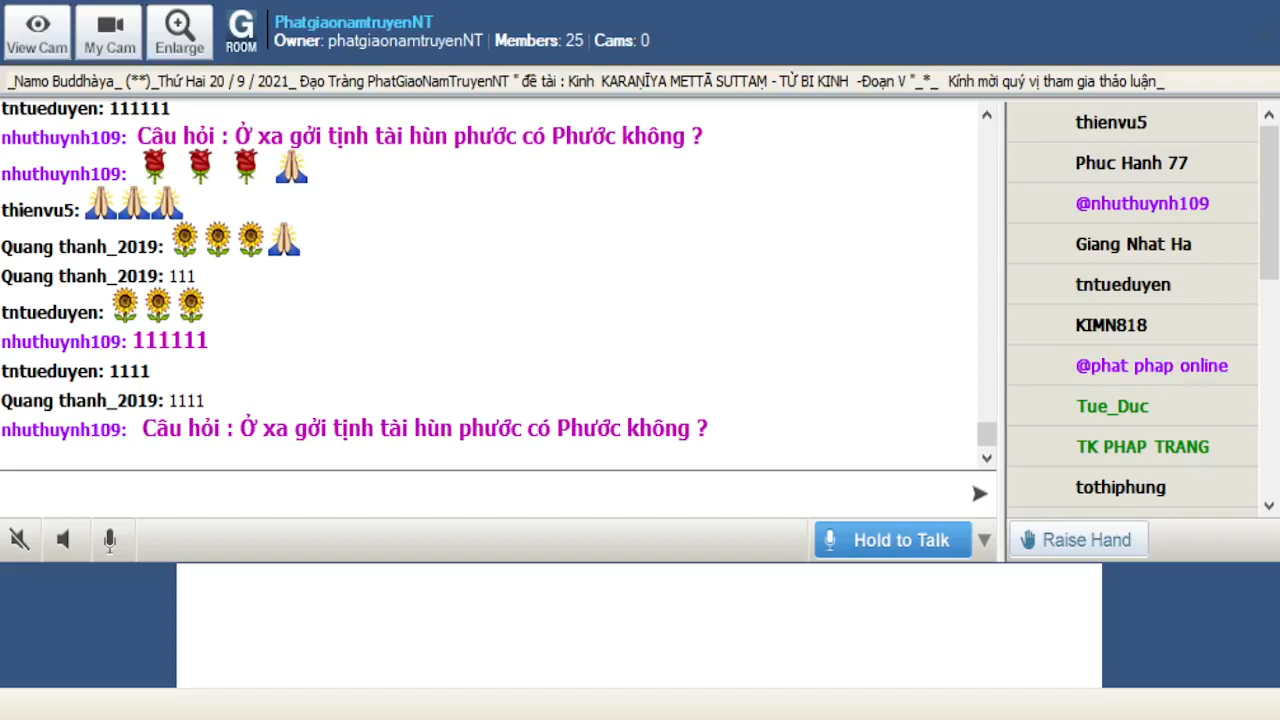 View Cam
My Cam
Enlarge
G
ROOM
PhatgiaonamtruyenNT
Owner: phatgiaonamtruyenNT | Members: 25 | Cams: 0
_Namo Buddhàya_ (**)_Thứ Hai 20 / 9 / 2021_ Đạo Tràng PhatGiaoNamTruyenNT " đề tài : Kinh KARAṆĪYA METTĀ SUTTAṂ - TỪ BI KINH -Đoạn V "_*_ Kính mời quý vị tham gia thảo luận_
tntueduyen: 111111
nhuthuynh109: Câu hỏi : Ở xa gởi tịnh tài hùn phước có Phước không ?
nhuthuynh109:
thienvu5:
Quang thanh_2019:
Quang thanh_2019: 111
tntueduyen:
nhuthuynh109: 111111
tntueduyen: 1111
Quang thanh_2019: 1111
nhuthuynh109: Câu hỏi : Ở xa gởi tịnh tài hùn phước có Phước không ?
thienvu5
Phuc Hanh 77
@nhuthuynh109
Giang Nhat Ha
tntueduyen
KIMN818
@phat phap online
Tue_Duc
TK PHAP TRANG
tothiphung
Hold to Talk
Raise Hand